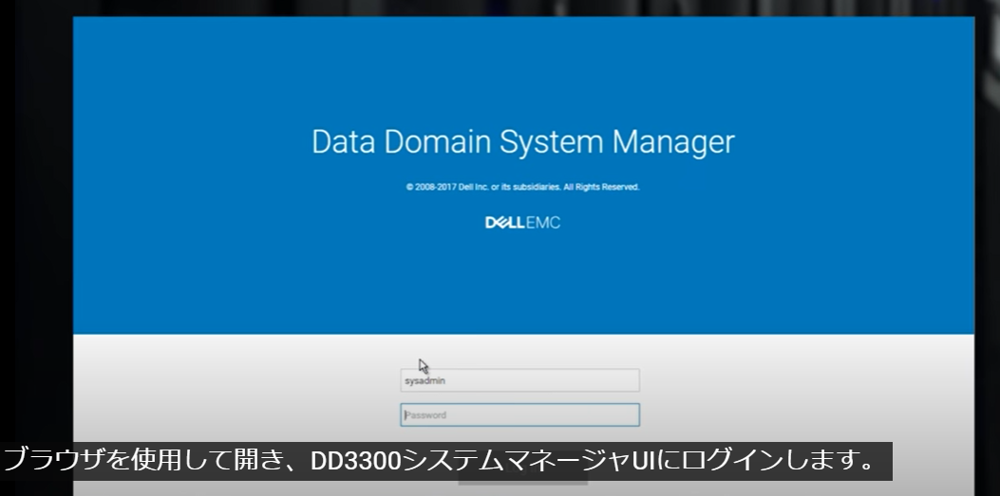 Data Domain System Manager
© 2008-2017 Dell Inc. or its subsidiaries. All Rights Reserved.
DELLEMC
sysadmin
Password
ブラウザを使用して開き、DD3300システムマネージャUIにログインします。